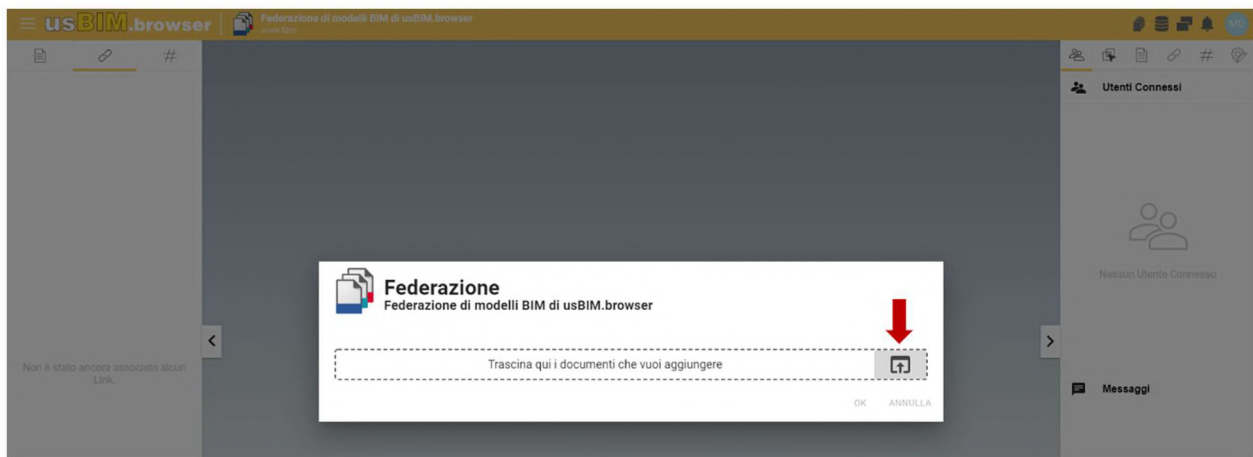 usBIM.browser
Federazione di modelli BIM di usBIM.browser
MD
#
#
Utenti Connessi
Nessun Utente Connesso
Federazione
Federazione di modelli BIM di usBIM.browser
Trascina qui i documenti che vuoi aggiungere
Non è stato ancora associato alcun
Link.
OK ANNULLA
Messaggi